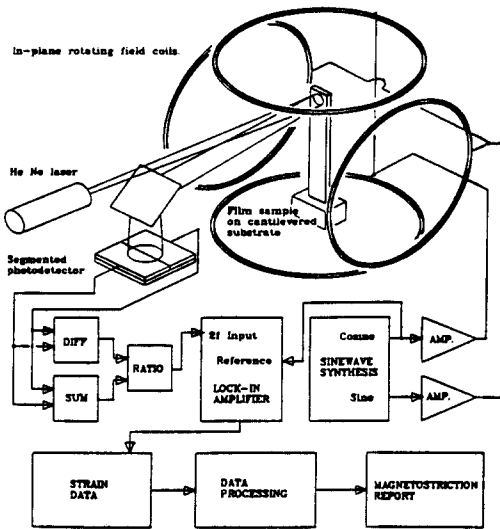 In-plane rotating field coils.
He Ne laser
Film sample
on cantilevered
substrate
Segmented
photodetector
DIFF
SUM
RATIO
2f Input
Reference
LOCK-IN
AMPLIFIER
Cosine
SINEWAVE
SYNTHESIS
Sine
AMP.
AMP.
STRAIN
DATA
DATA
PROCESSING
MAGNETOSTRICTION
REPORT